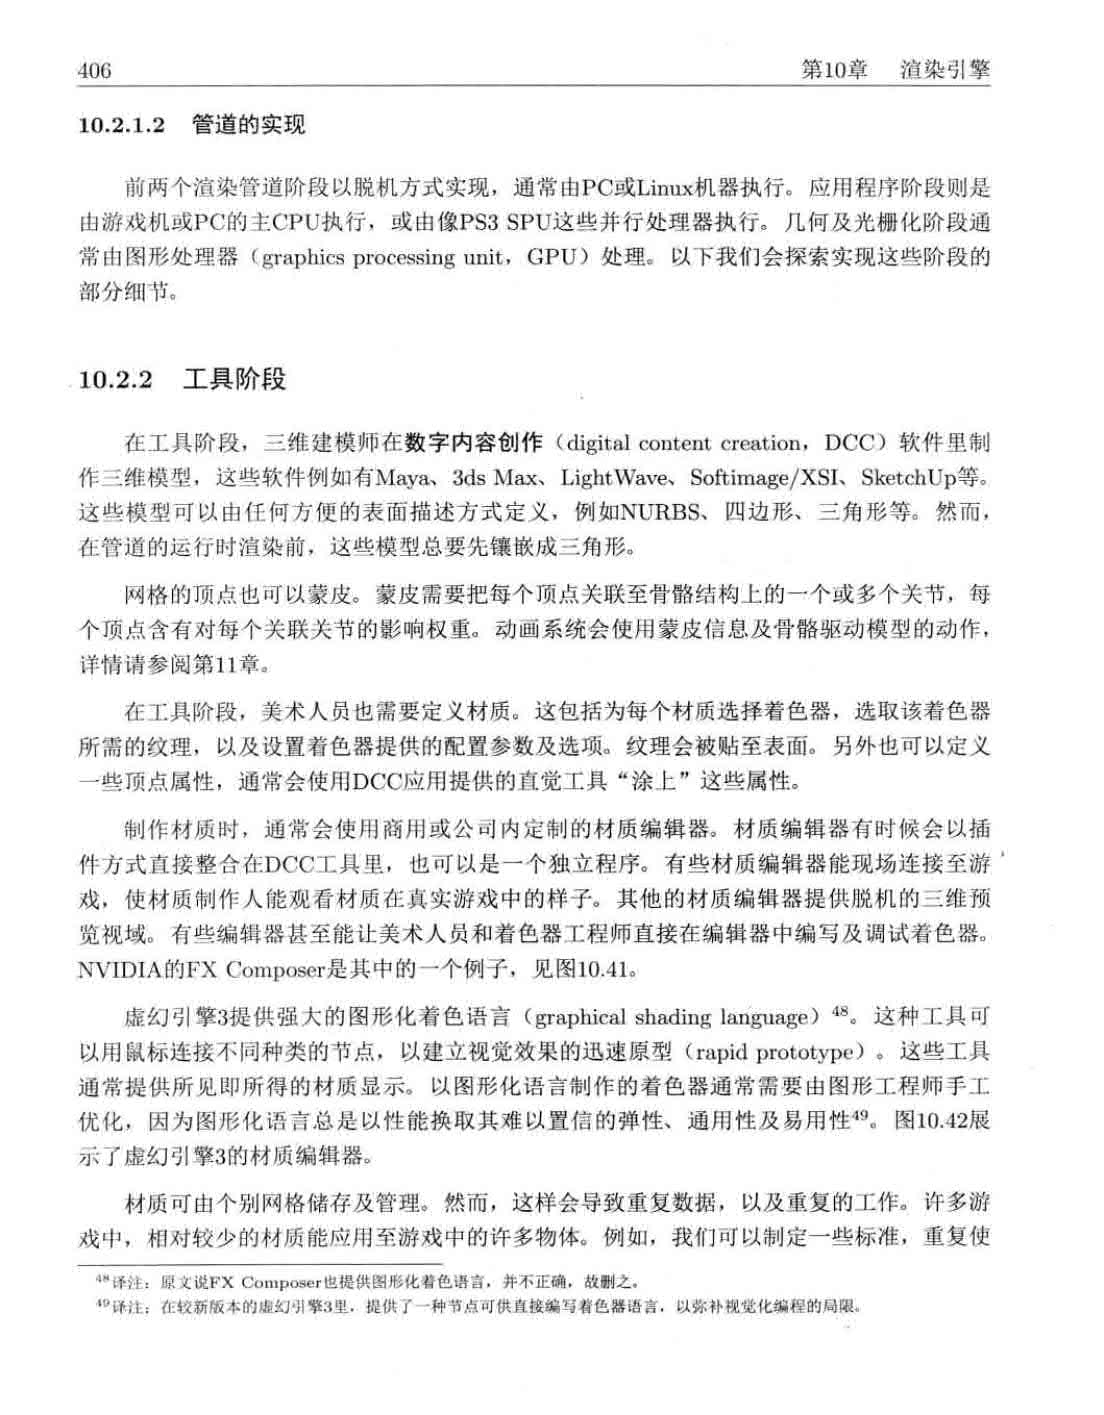 406 第10章 渲染引擎
10.2.1.2 管道的实现
前两个渲染管道阶段以脱机方式实现，通常由PC或Linux机器执行。应用程序阶段则是
由游戏机或PC的主CPU执行，或由像PS3 SPU这些并行处理器执行。几何及光栅化阶段通
常由图形处理器（graphics processing unit，GPU）处理。以下我们会探索实现这些阶段的
部分细节。
10.2.2 工具阶段
在工具阶段，三维建模师在数字内容创作（digital content creation，DCC）软件里制
作三维模型，这些软件例如有Maya、3ds Max、LightWave、Softimage/XSI、SketchUp等。
这些模型可以由任何方便的表面描述方式定义，例如NURBS、四边形、三角形等。然而，
在管道的运行时渲染前，这些模型总要先镶嵌成三角形。
网格的顶点也可以蒙皮。蒙皮需要把每个顶点关联至骨骼结构上的一个或多个关节，每
个顶点含有对每个关联关节的影响权重。动画系统会使用蒙皮信息及骨骼驱动模型的动作，
详情请参阅第11章。
在工具阶段，美术人员也需要定义材质。这包括为每个材质选择着色器，选取该着色器
所需的纹理，以及设置着色器提供的配置参数及选项。纹理会被贴至表面。另外也可以定义
一些顶点属性，通常会使用DCC应用提供的直觉工具“涂上”这些属性。
制作材质时，通常会使用商用或公司内定制的材质编辑器。材质编辑器有时候会以插
件方式直接整合在DCC工具里，也可以是一个独立程序。有些材质编辑器能现场连接至游
戏，使材质制作人能观看材质在真实游戏中的样子。其他的材质编辑器提供脱机的三维预
览视域。有些编辑器甚至能让美术人员和着色器工程师直接在编辑器中编写及调试着色器。
NVIDIA的FX Composer是其中的一个例子，见图10.41。
虚幻引擎3提供强大的图形化着色语言（graphical shading language）48。这种工具可
以用鼠标连接不同种类的节点，以建立视觉效果的迅速原型（rapid prototype）。这些工具
通常提供所见即所得的材质显示。以图形化语言制作的着色器通常需要由图形工程师手工
优化，因为图形化语言总是以性能换取其难以置信的弹性、通用性及易用性49。图10.42展
示了虚幻引擎3的材质编辑器。
材质可由个别网格储存及管理。然而，这样会导致重复数据，以及重复的工作。许多游
戏中，相对较少的材质能应用至游戏中的许多物体。例如，我们可以制定一些标准，重复使
48译注：原文说FX Composer也提供图形化着色语言，并不正确，故删之。
49译注：在较新版本的虚幻引擎3里，提供了一种节点可供直接编写着色器语言，以弥补视觉化编程的局限。